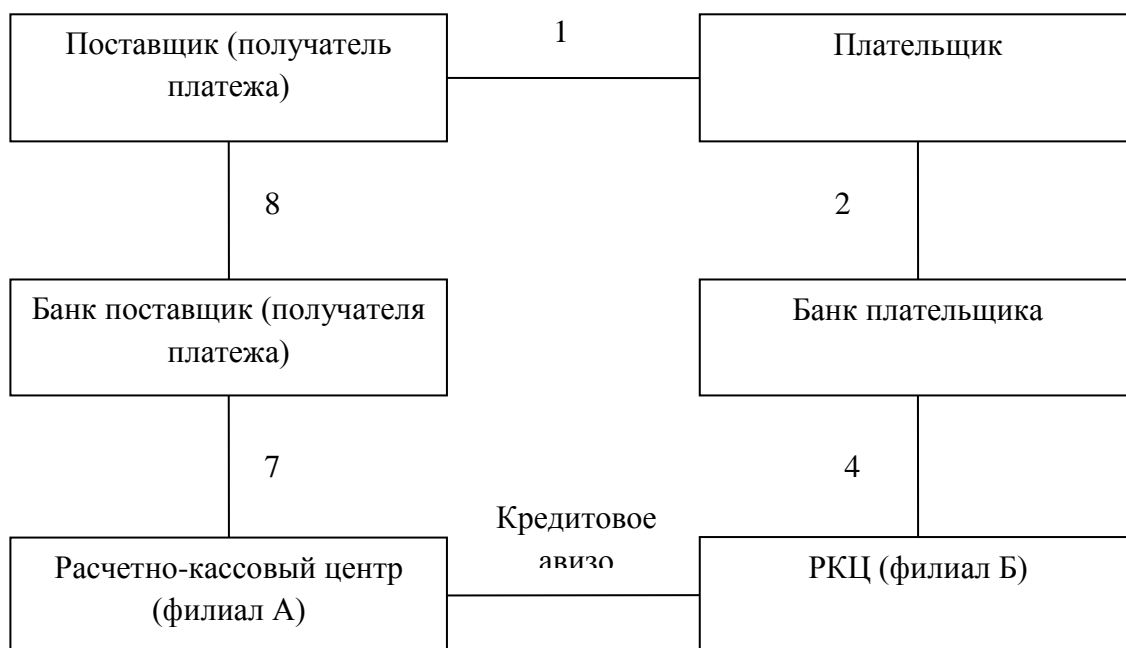 Поставщик (получатель
платежа)
1
Плательщик
8
2
Банк поставщик (получателя
платежа)
Банк плательщика
7
4
Кредитовое
авизо
Расчетно-кассовый центр
(филиал А)
РКЦ (филиал Б)